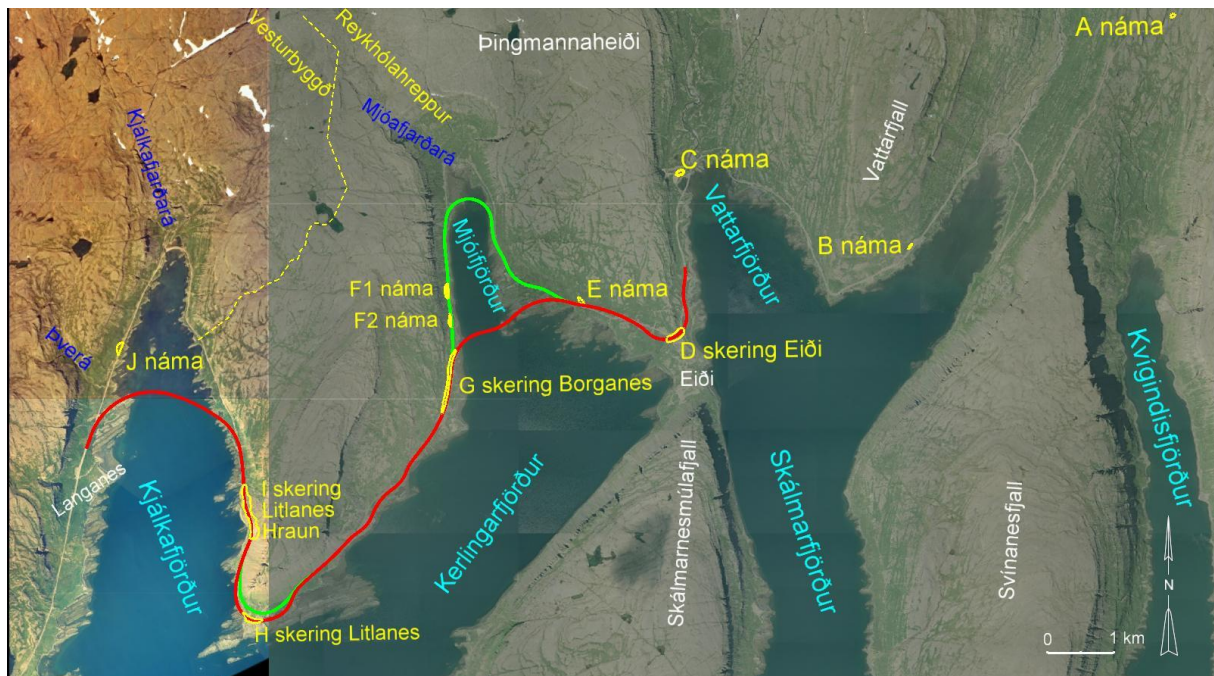 A náma
Vesturbyggð
Reykhólahreppur
Þingmannaheiði
Kjálkafjarðará
Mjóafjarðará
Vattarfjall
C náma
Vattarfjörður
Mjóifjörður
B náma
F1 náma
E náma
F2 náma
Þverá
J náma
D skering Eiði
Eiði
G skering Borganes
Kvígindisfjörður
Langanes
I skering
Litlanes
Hraun
Kjálkafjörður
Kerlingarfjörður
Skálmarnesmúlafjall
Skálmarfjörður
Svínanesfjall
N
H skering Litlanes
0 1 km